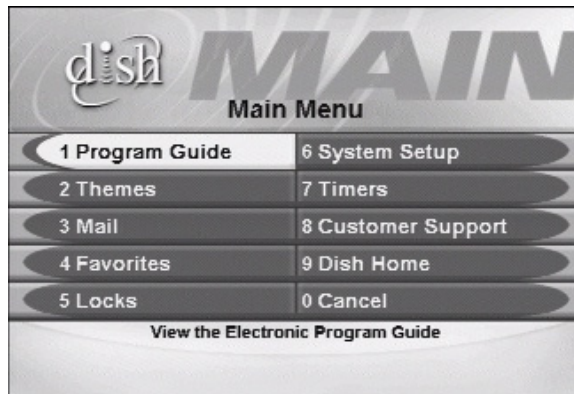 dish
MAIN
Main Menu
1 Program Guide
6 System Setup
2 Themes
7 Timers
3 Mail
8 Customer Support
4 Favorites
9 Dish Home
5 Locks
0 Cancel
View the Electronic Program Guide